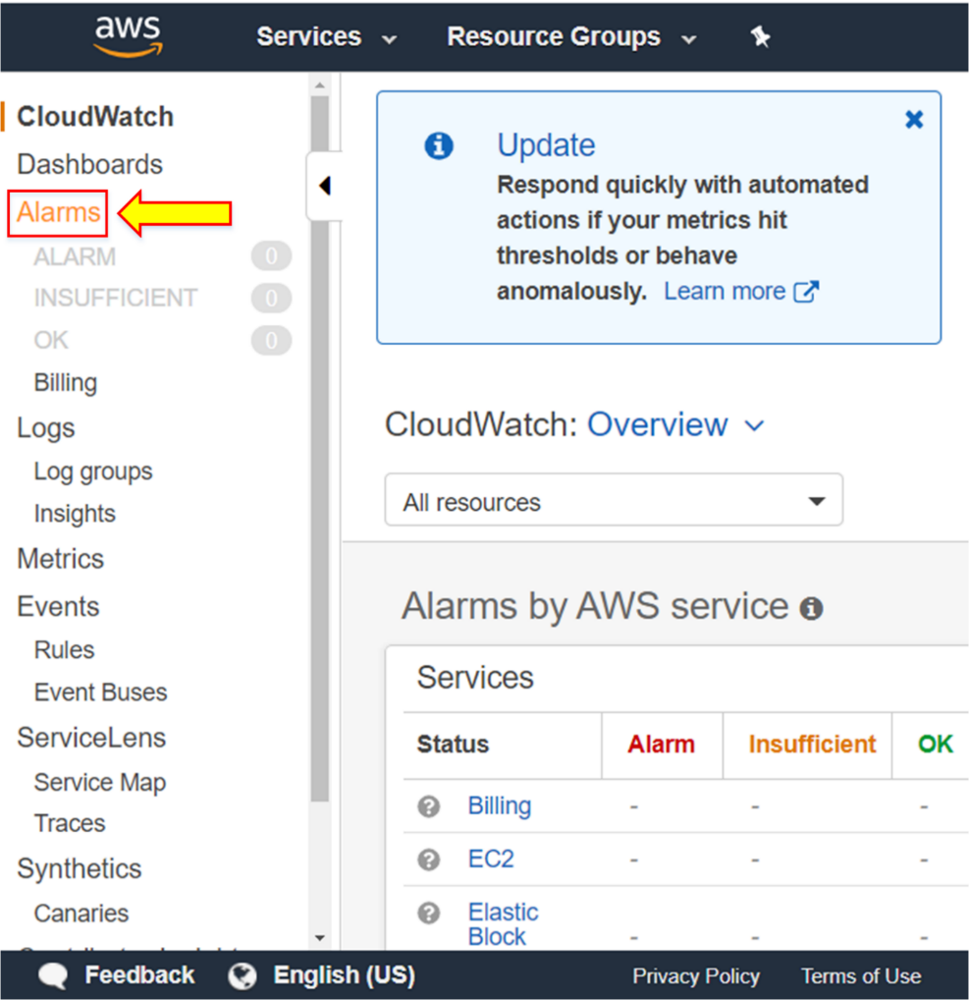 aws
Services
Resource Groups
CloudWatch
Dashboards
Alarms
ALARM 0
INSUFFICIENT 0
OK 0
Billing
Logs
Log groups
Insights
Metrics
Events
Rules
Event Buses
ServiceLens
Service Map
Traces
Synthetics
Canaries
Update
Respond quickly with automated
actions if your metrics hit
thresholds or behave
anomalously. Learn more
CloudWatch: Overview
All resources
Alarms by AWS service
Services
Status Alarm Insufficient OK
Billing - - -
EC2 - - -
Elastic
Block - - -
Feedback
English (US)
Privacy Policy
Terms of Use